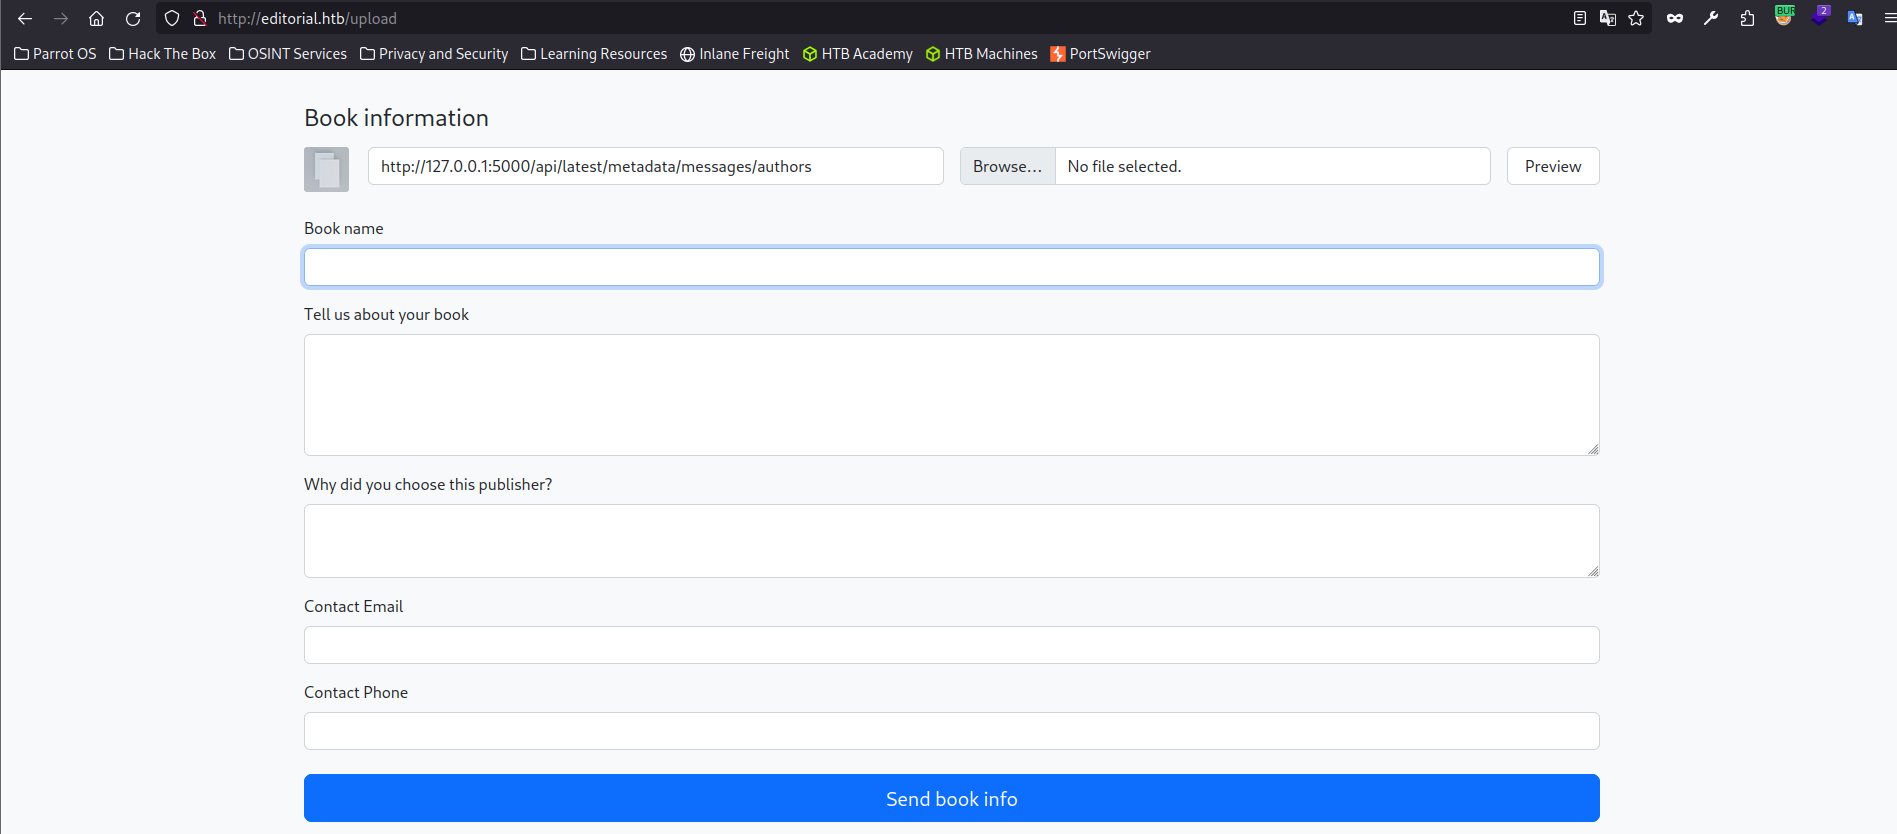 http://editorial.htb/upload
BUR
2
Parrot OS Hack The Box OSINT Services Privacy and Security Learning Resources Inlane Freight HTB Academy HTB Machines PortSwigger
Book information
http://127.0.0.1:5000/api/latest/metadata/messages/authors Browse... No file selected. Preview
Book name
Tell us about your book
Why did you choose this publisher?
Contact Email
Contact Phone
Send book info